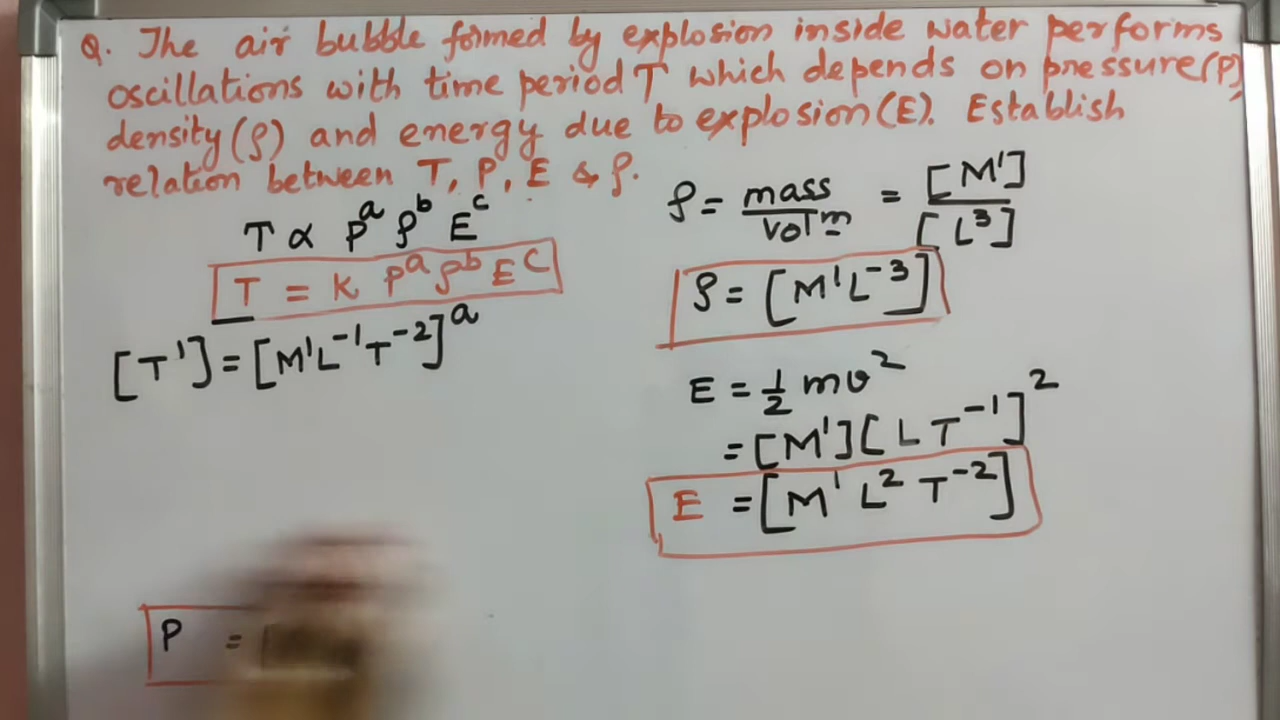 Q. The air bubble formed by explosion inside water performs
oscillations with time period T which depends on pressure(P),
density(ρ) and energy due to explosion(E). Establish
relation between T, P, E & ρ.
T ∝ P^a ρ^b E^c
T = K P^a ρ^b E^c
[T^1] = [M^1 L^-1 T^-2]^a
P =
ρ = mass / Vol^m = [M^1] / [L^3]
ρ = [M^1 L^-3]
E = 1/2 mv^2
= [M^1] [L T^-1]^2
E = [M^1 L^2 T^-2]